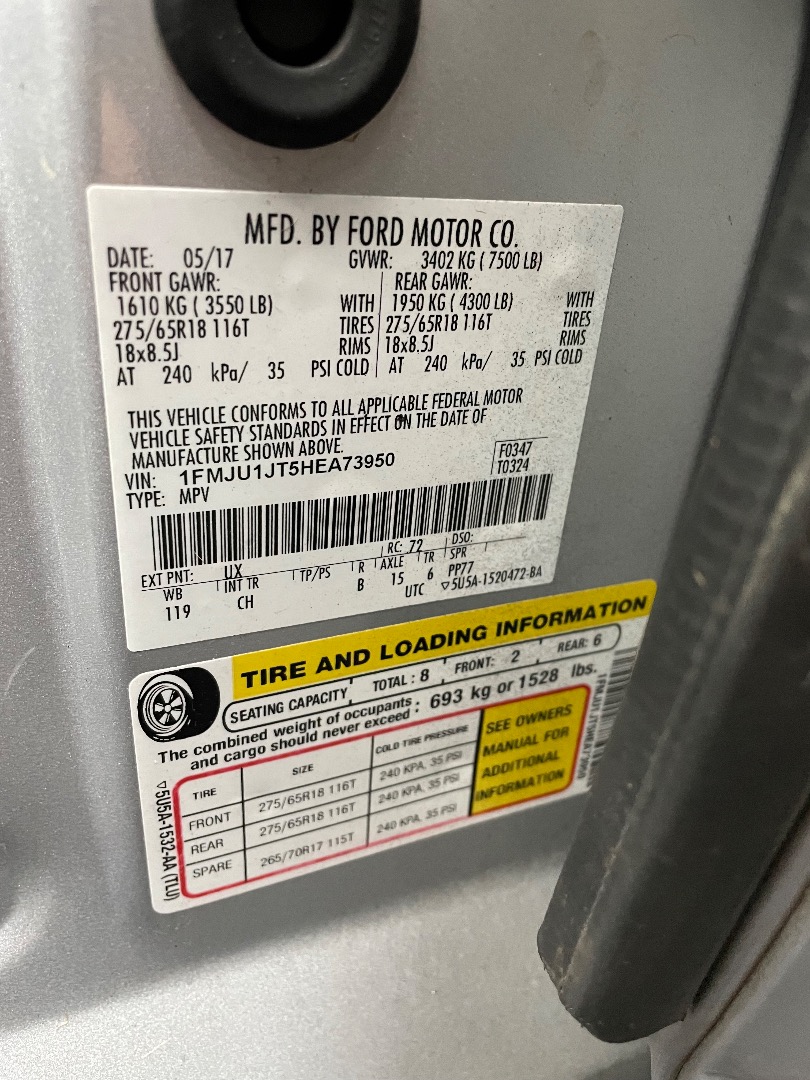 MFD. BY FORD MOTOR CO.
DATE: 05/17 GVWR: 3402 KG ( 7500 LB)
FRONT GAWR: REAR GAWR:
1610 KG ( 3550 LB) WITH 1950 KG ( 4300 LB) WITH
275/65R18 116T TIRES 275/65R18 116T TIRES
18x8.5J RIMS 18x8.5J RIMS
AT 240 kPa/ 35 PSI COLD AT 240 kPa/ 35 PSI COLD
THIS VEHICLE CONFORMS TO ALL APPLICABLE FEDERAL MOTOR
VEHICLE SAFETY STANDARDS IN EFFECT ON THE DATE OF
MANUFACTURE SHOWN ABOVE.
VIN: 1FMJU1JT5HEA73950 F0347
TYPE: MPV T0324
EXT PNT: UX RC: 72 DSO:
WB INT TR TP/PS R AXLE TR SPR
119 CH B 15 6 PP77
UTC ▽5U5A-1520472-BA
TIRE AND LOADING INFORMATION
SEATING CAPACITY TOTAL : 8 FRONT: 2 REAR: 6
The combined weight of occupants
and cargo should never exceed : 693 kg or 1528 lbs.
TIRE SIZE COLD TIRE PRESSURE
FRONT 275/65R18 116T 240 KPA, 35 PSI
REAR 275/65R18 116T 240 KPA, 35 PSI
SPARE 265/70R17 115T 240 KPA, 35 PSI
SEE OWNERS
MANUAL FOR
ADDITIONAL
INFORMATION
▽5U5A-1532-AA (TLU)